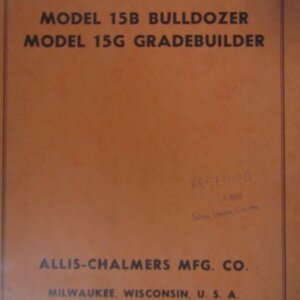 MODEL 15B BULLDOZER
MODEL 15G GRADEBUILDER
RECEIVED
ALLIS-CHALMERS MFG. CO.
MILWAUKEE, WISCONSIN, U. S. A.